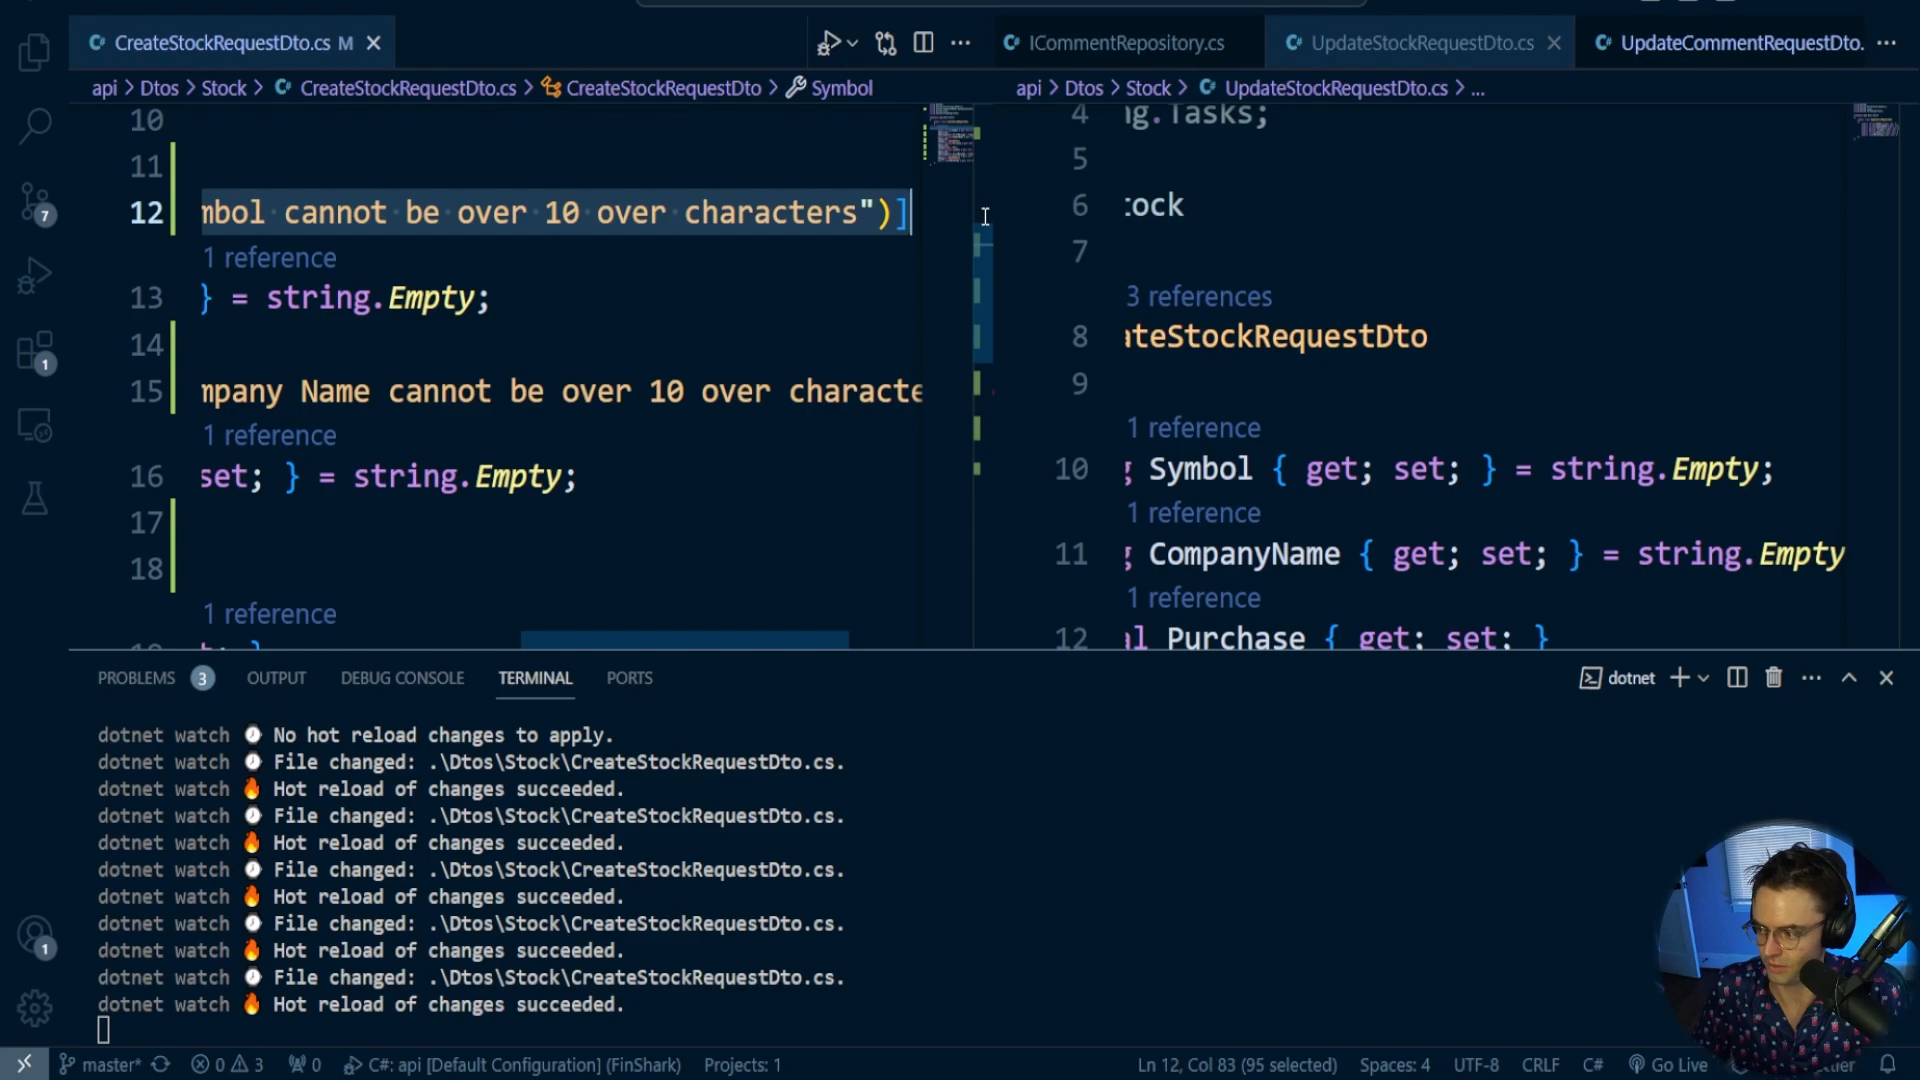 CreateStockRequestDto.cs M
ICommentRepository.cs
UpdateStockRequestDto.cs
UpdateCommentRequestDto.
api > Dtos > Stock > CreateStockRequestDto.cs > CreateStockRequestDto > Symbol
api > Dtos > Stock > UpdateStockRequestDto.cs > ...
10
11
12 mbol cannot be over 10 over characters")]
1 reference
13 } = string.Empty;
14
15 mpany Name cannot be over 10 over characte
1 reference
16 set; } = string.Empty;
17
18
1 reference
4 ng.Tasks;
5
6 tock
7
3 references
8 ateStockRequestDto
9
1 reference
10 g Symbol { get; set; } = string.Empty;
1 reference
11 g CompanyName { get; set; } = string.Empty
1 reference
12 al Purchase { get; set; }
7
1
1
PROBLEMS 3 OUTPUT DEBUG CONSOLE TERMINAL PORTS
dotnet
dotnet watch ⌚ No hot reload changes to apply.
dotnet watch ⌚ File changed: .\Dtos\Stock\CreateStockRequestDto.cs.
dotnet watch 🔥 Hot reload of changes succeeded.
dotnet watch ⌚ File changed: .\Dtos\Stock\CreateStockRequestDto.cs.
dotnet watch 🔥 Hot reload of changes succeeded.
dotnet watch ⌚ File changed: .\Dtos\Stock\CreateStockRequestDto.cs.
dotnet watch 🔥 Hot reload of changes succeeded.
dotnet watch ⌚ File changed: .\Dtos\Stock\CreateStockRequestDto.cs.
dotnet watch 🔥 Hot reload of changes succeeded.
dotnet watch ⌚ File changed: .\Dtos\Stock\CreateStockRequestDto.cs.
dotnet watch 🔥 Hot reload of changes succeeded.
master* 0 3 0 C#: api [Default Configuration] (FinShark) Projects: 1
Ln 12, Col 83 (95 selected) Spaces: 4 UTF-8 CRLF C# Go Live